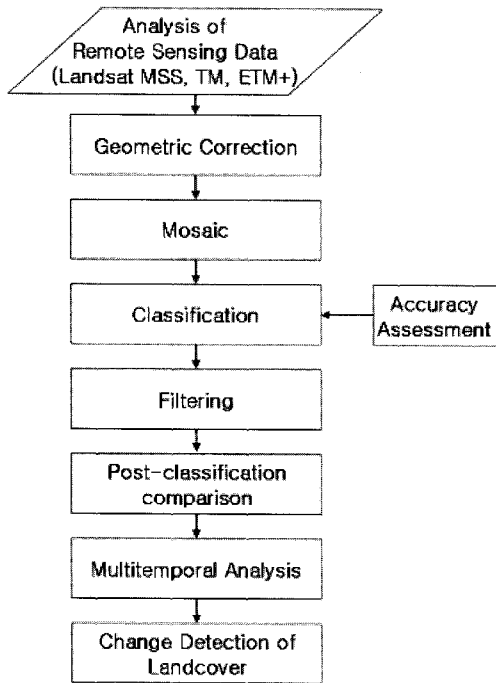 Analysis of
Remote Sensing Data
(Landsat MSS, TM, ETM+)
Geometric Correction
Mosaic
Classification
Accuracy
Assessment
Filtering
Post-classification
comparison
Multitemporal Analysis
Change Detection of
Landcover